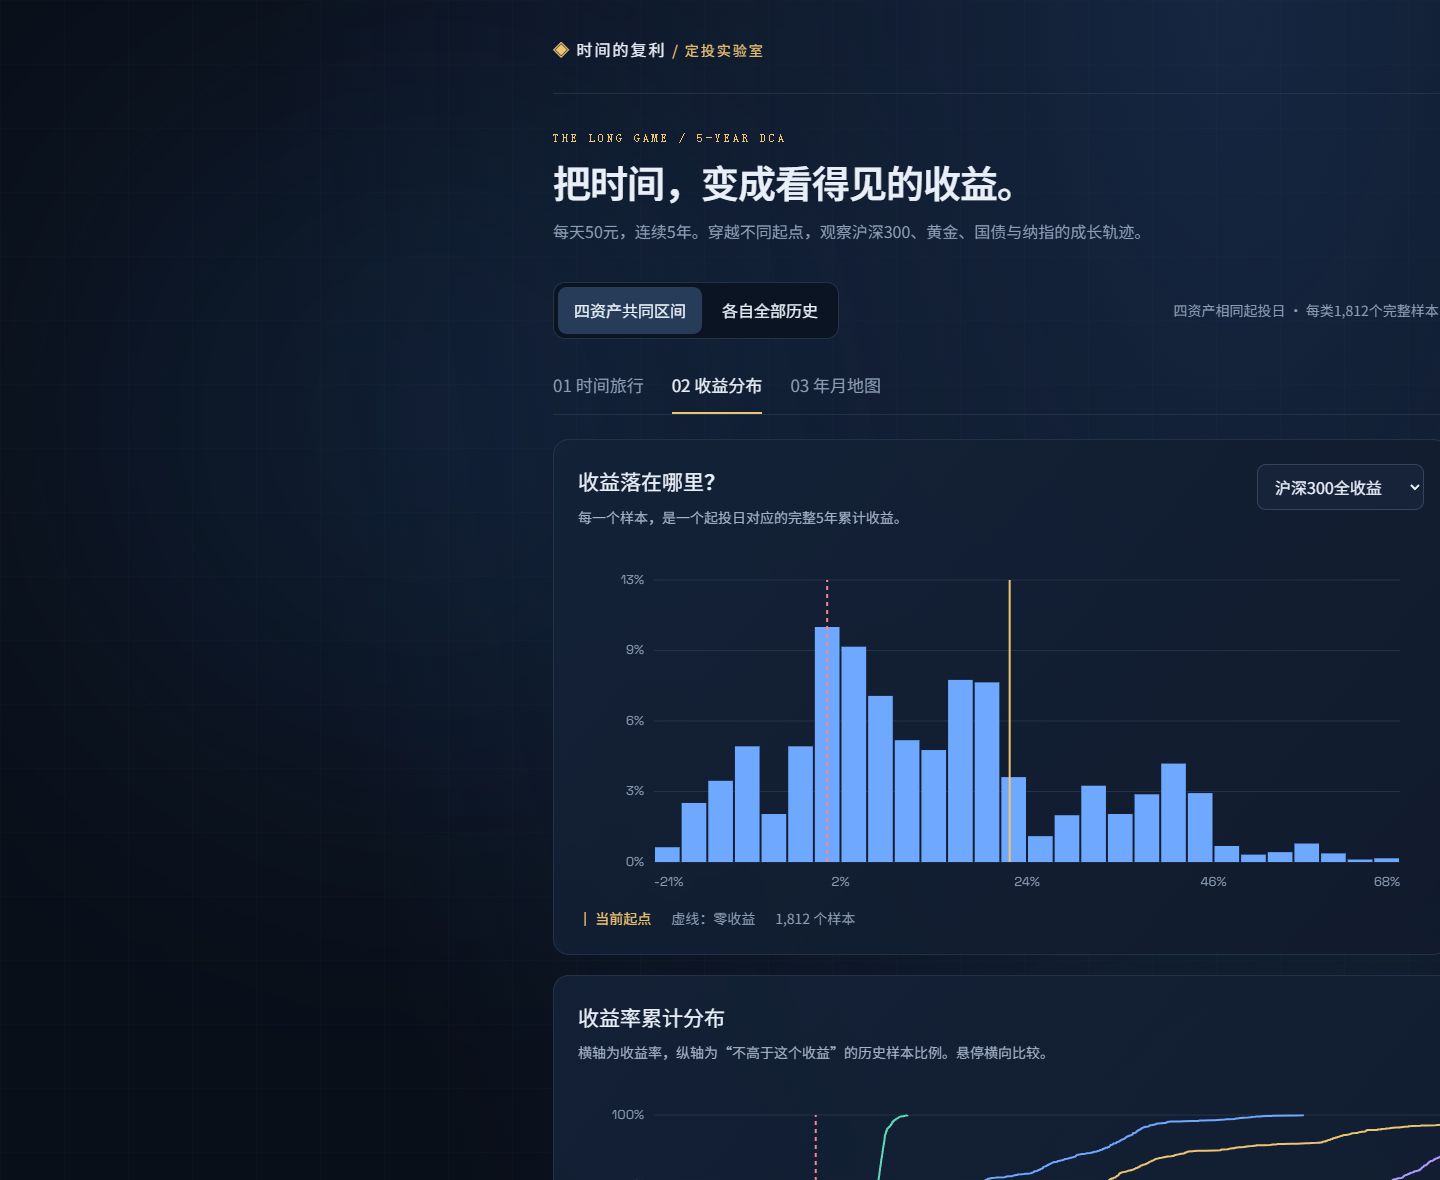 ◈ 时间的复利 / 定投实验室
THE LONG GAME / 5-YEAR DCA
把时间，变成看得见的收益。
每天50元，连续5年。穿越不同起点，观察沪深300、黄金、国债与纳指的成长轨迹。
四资产共同区间 各自全部历史 四资产相同起投日 · 每类1,812个完整样本
01 时间旅行 02 收益分布 03 年月地图
收益落在哪里？ 沪深300全收益
每一个样本，是一个起投日对应的完整5年累计收益。
13%
9%
6%
3%
0%
-21% 2% 24% 46% 68%
| 当前起点 虚线：零收益 1,812 个样本
收益率累计分布
横轴为收益率，纵轴为“不高于这个收益”的历史样本比例。悬停横向比较。
100%